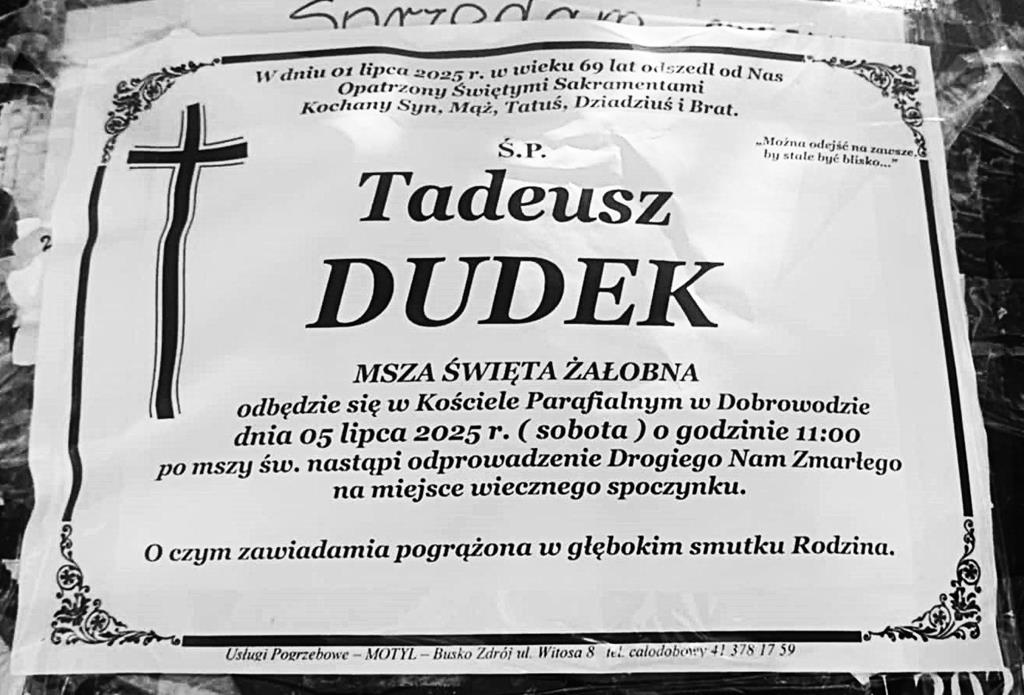 Sprzedam
W dniu 01 lipca 2025 r. w wieku 69 lat odszedł od Nas
Opatrzony Świętymi Sakramentami
Kochany Syn, Mąż, Tatuś, Dziadziuś i Brat.
Ś.P.
„Można odejść na zawsze,
by stale być blisko...”
Tadeusz
DUDEK
MSZA ŚWIĘTA ŻAŁOBNA
odbędzie się w Kościele Parafialnym w Dobrowodzie
dnia 05 lipca 2025 r. ( sobota ) o godzinie 11:00
po mszy św. nastąpi odprowadzenie Drogiego Nam Zmarłego
na miejsce wiecznego spoczynku.
O czym zawiadamia pogrążona w głębokim smutku Rodzina.
Usługi Pogrzebowe – MOTYL – Busko Zdrój ul. Witosa 8 tel. całodobowy 41 378 17 59